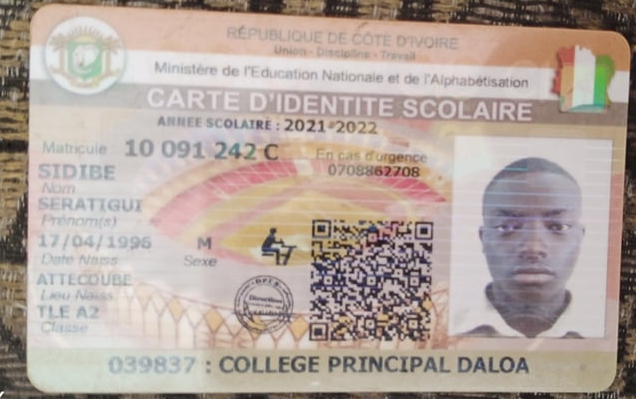 RÉPUBLIQUE DE CÔTE D'IVOIRE
Union - Discipline - Travail
Ministère de l'Education Nationale et de l'Alphabétisation
CARTE D'IDENTITE SCOLAIRE
ANNEE SCOLAIRE : 2021-2022
Matricule 10 091 242 C
En cas d'urgence
0708862708
SIDIBE
Nom
SERATIGUI
Prénom(s)
17/04/1996
Date Naiss
M
Sexe
ATTECOUBE
Lieu Naiss
TLE A2
Classe
039837 : COLLEGE PRINCIPAL DALOA